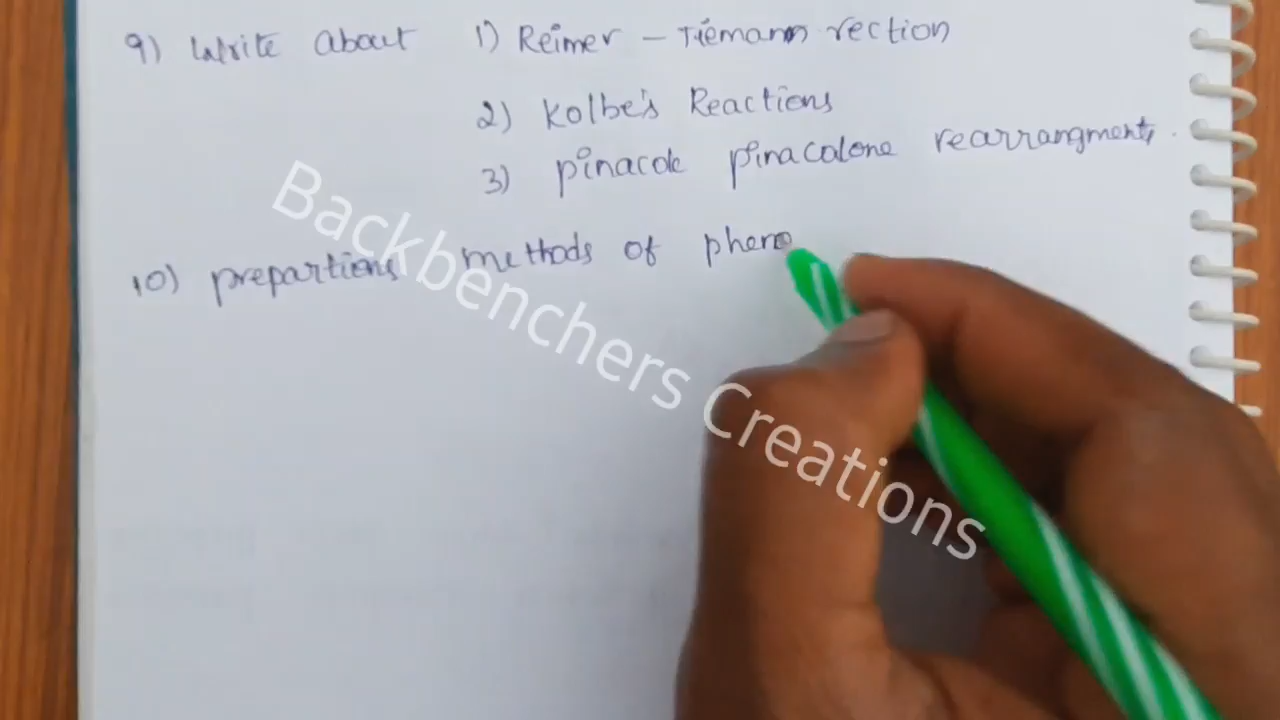 9) Write about 1) Reimer - Tiemann rection
2) Kolbe's Reactions
3) pinacok pinacolone rearrangment,
10) prepartions methods of pheno
Backbenchers Creations